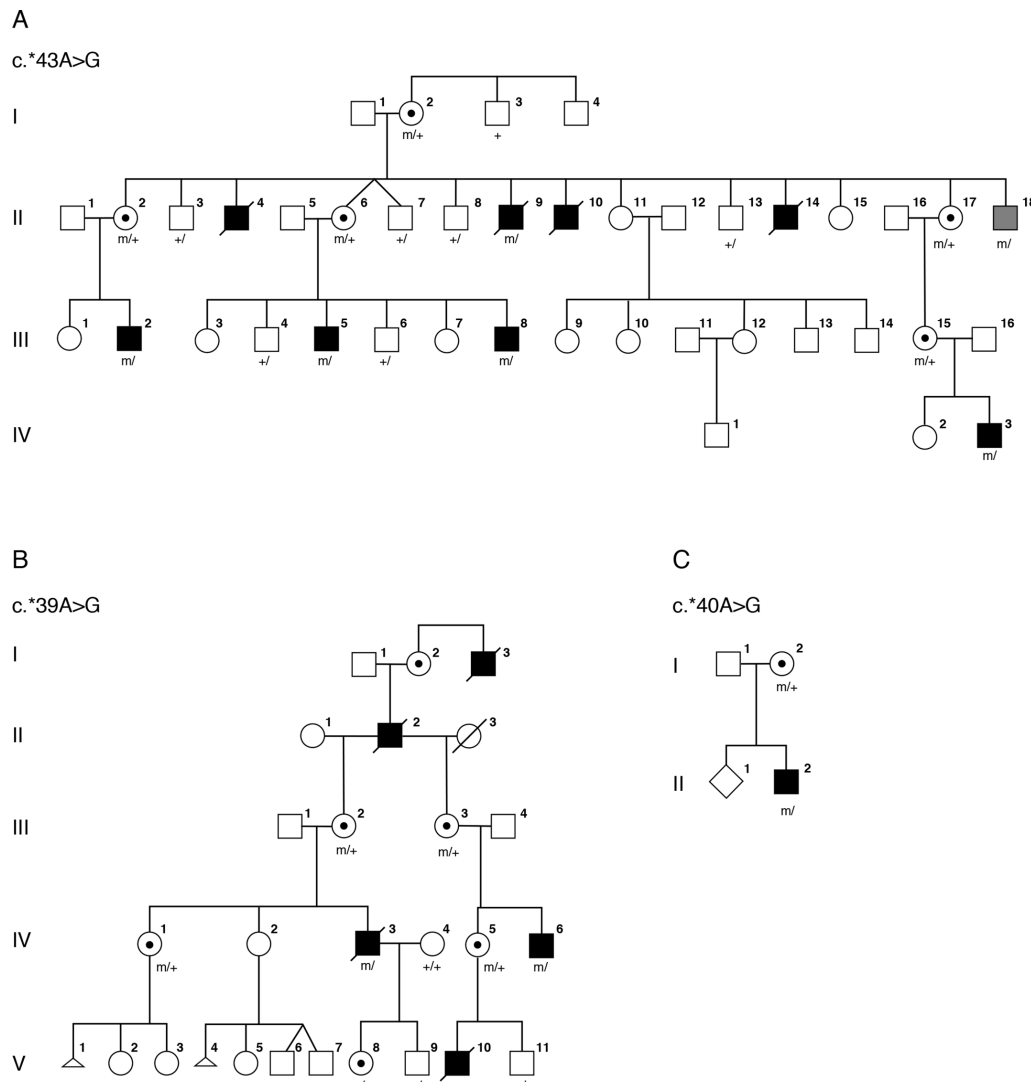 A
c.*43A>G
I
1 2 3 4
m/+ +
II
1 2 3 4 5 6 7 8 9 10 11 12 13 14 15 16 17 18
m/+ +/ m/+ +/ +/ m/ +/ m/+ m/
III
1 2 3 4 5 6 7 8 9 10 11 12 13 14 15 16
m/ +/ m/ +/ m/ m/+
IV
1 2 3
m/
B
c.*39A>G
I
1 2 3
II
1 2 3
III
1 2 3 4
m/+ m/+
IV
1 2 3 4 5 6
m/+ m/ +/+ m/+ m/
V
1 2 3 4 5 6 7 8 9 10 11
C
c.*40A>G
I
1 2
m/+
II
1 2
m/